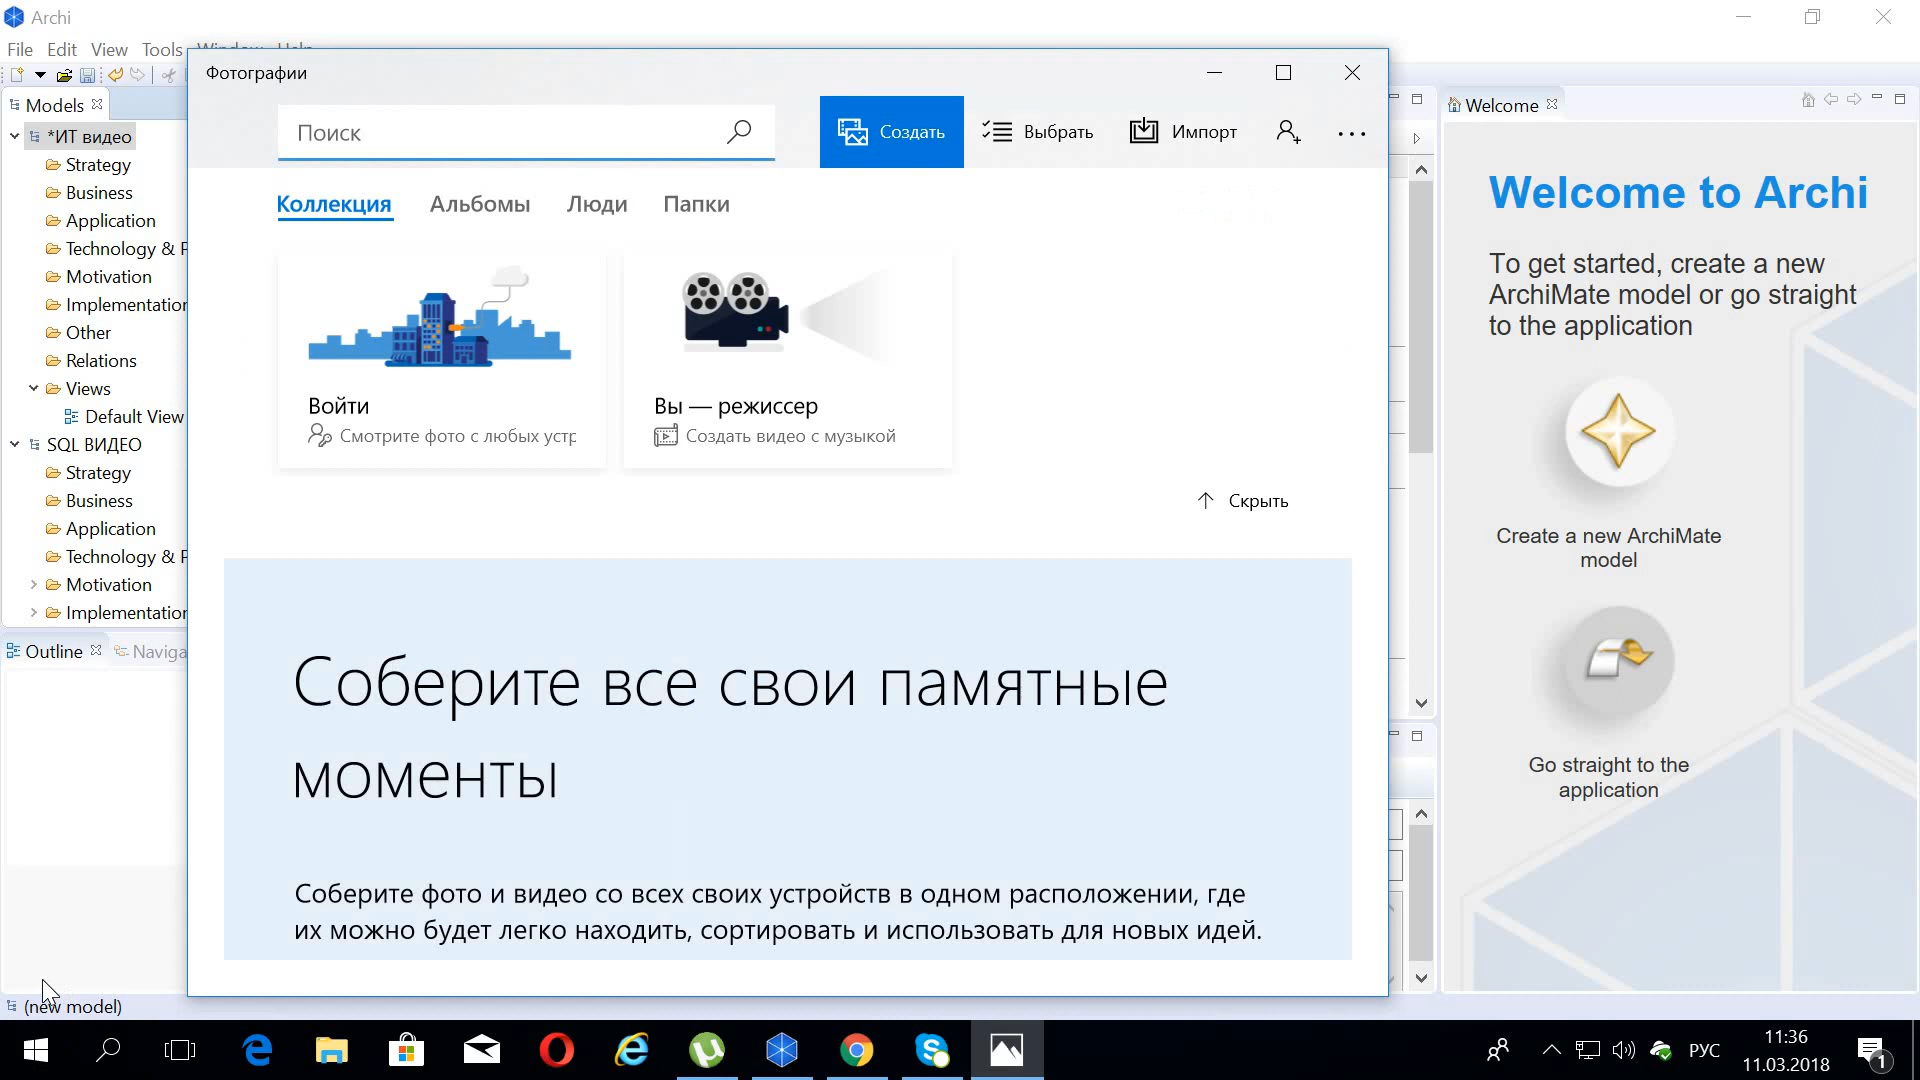 Archi
File Edit View Tools
Models
*ИТ видео
Strategy
Business
Application
Technology & P
Motivation
Implementation
Other
Relations
Views
Default View
SQL ВИДЕО
Strategy
Business
Application
Technology & P
Motivation
Implementation
Outline
Naviga
(new model)
Фотографии
Поиск
Создать
Выбрать
Импорт
Коллекция Альбомы Люди Папки
Войти
Смотрите фото с любых устр
Вы — режиссер
Создать видео с музыкой
Скрыть
Соберите все свои памятные
моменты
Соберите фото и видео со всех своих устройств в одном расположении, где
их можно будет легко находить, сортировать и использовать для новых идей.
Welcome
Welcome to Archi
To get started, create a new
ArchiMate model or go straight
to the application
Create a new ArchiMate
model
Go straight to the
application
РУС
11:36
11.03.2018
1